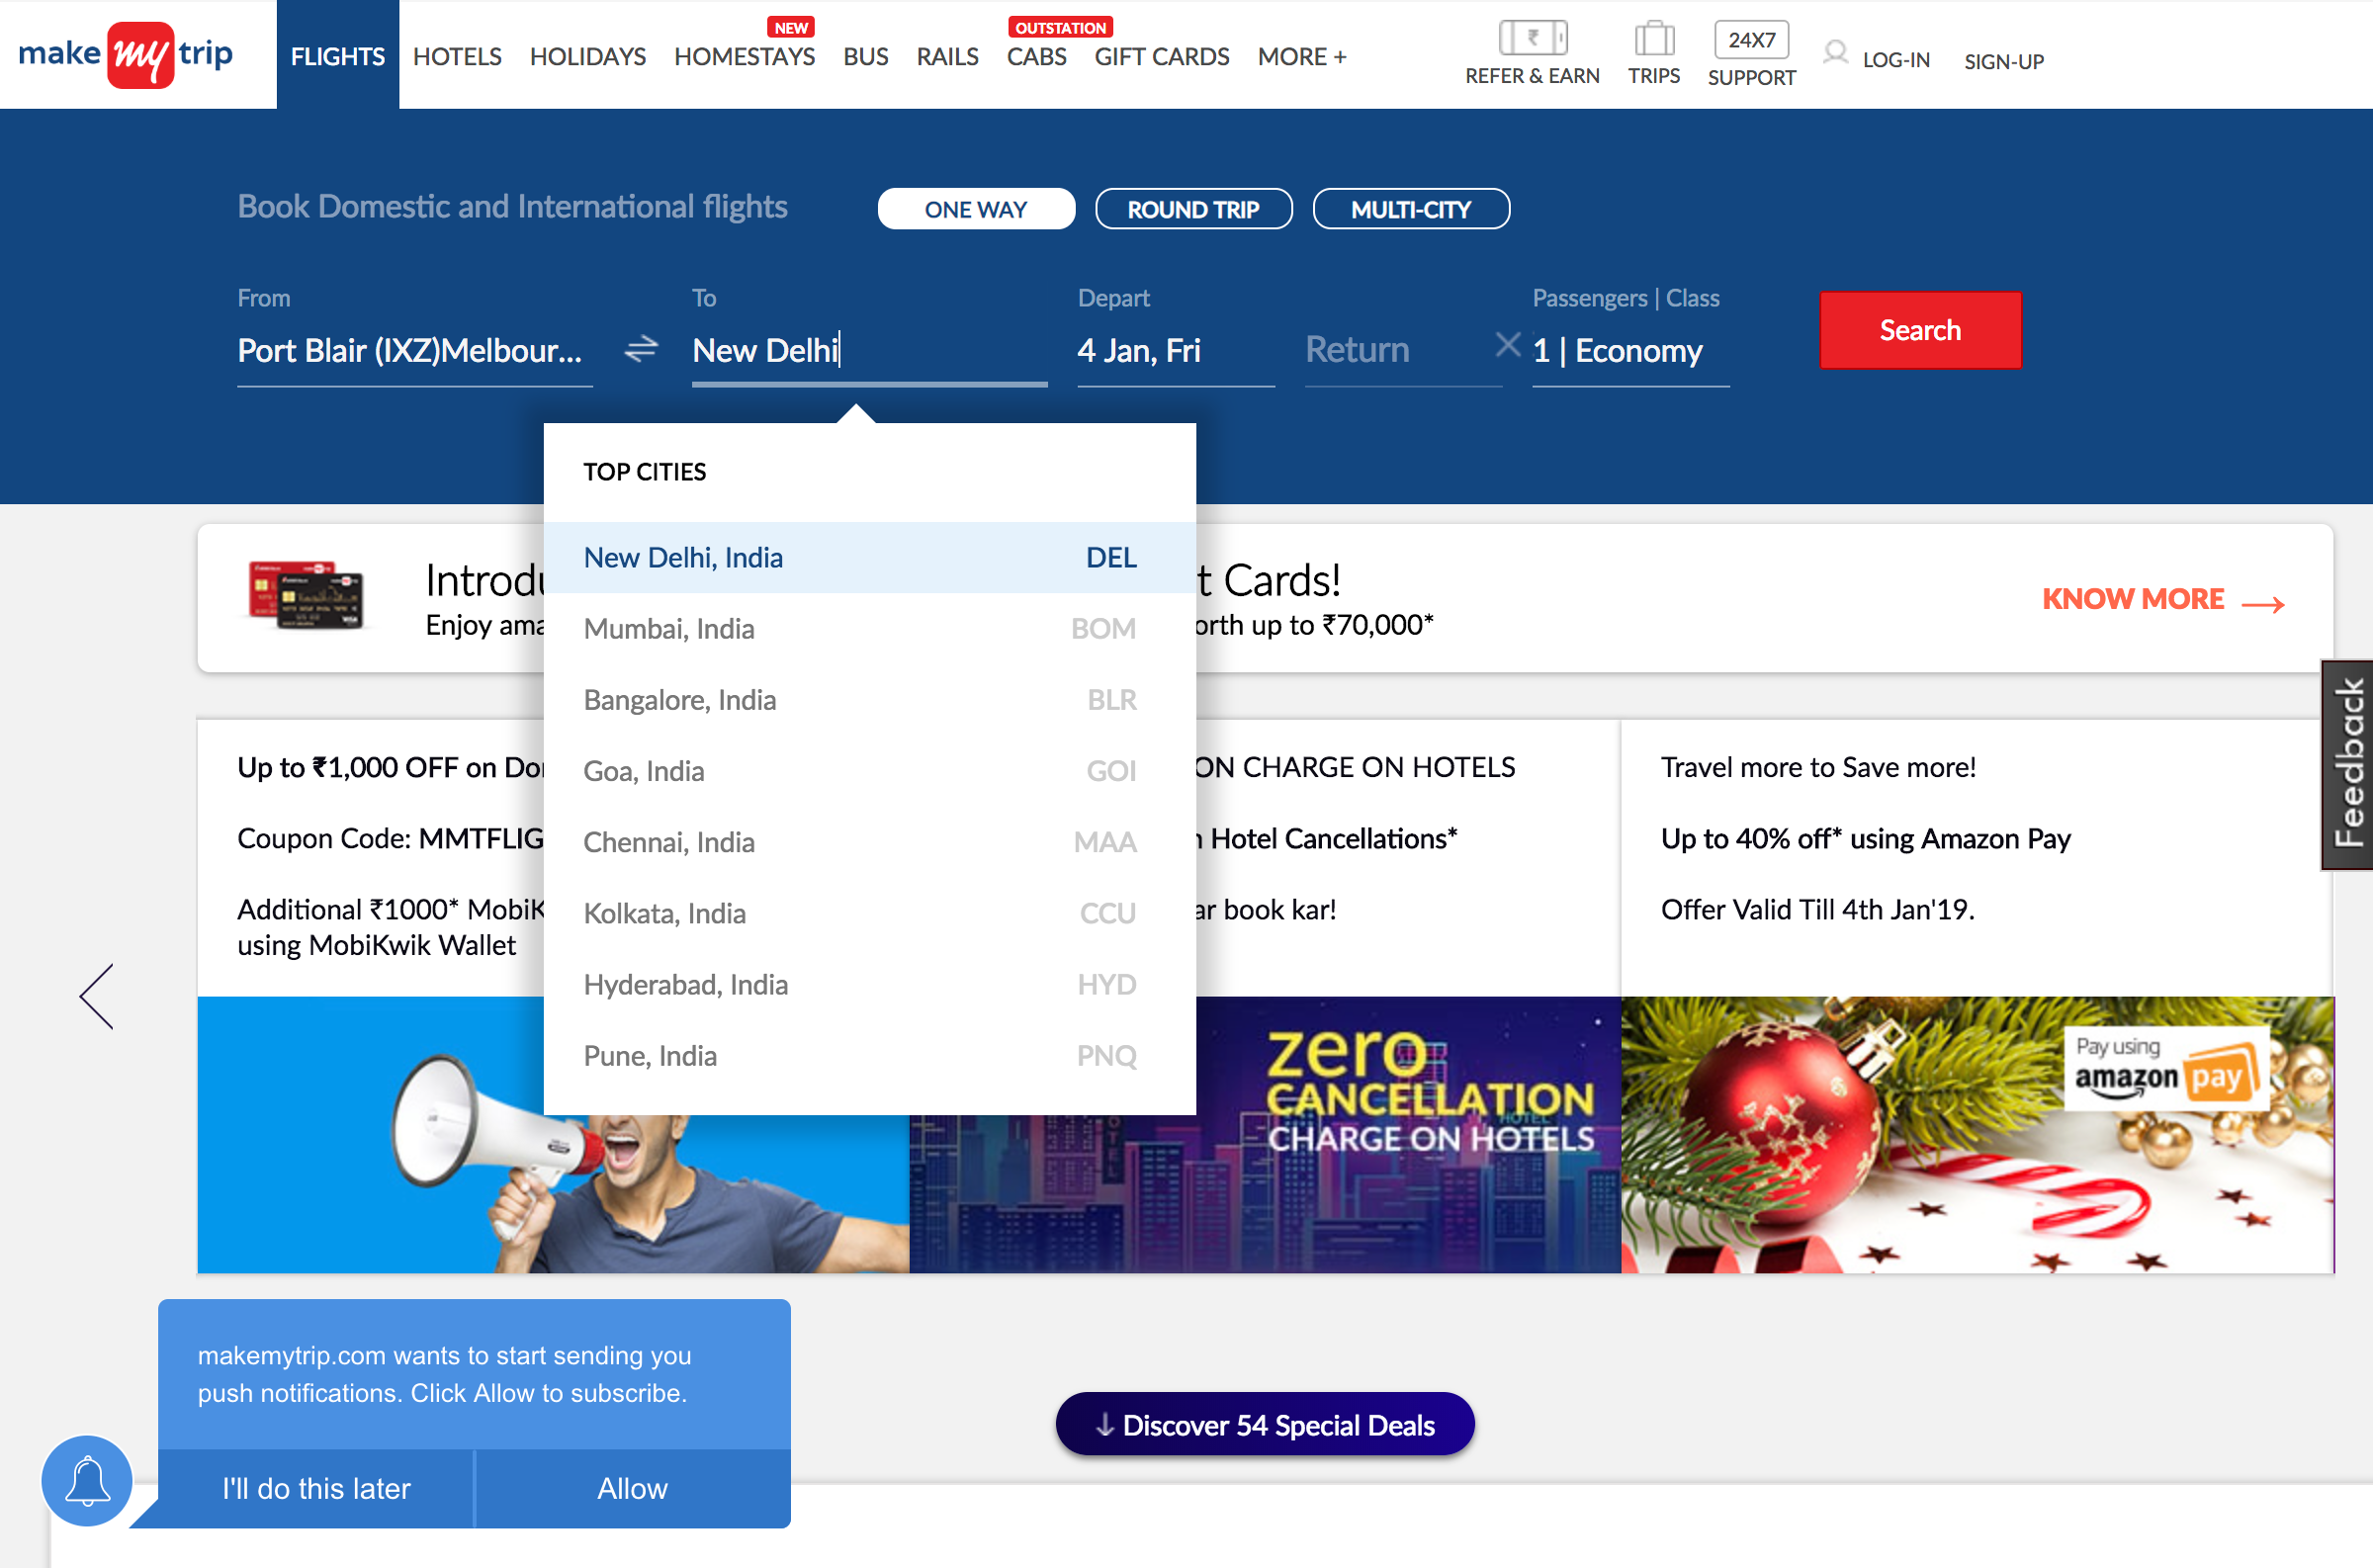 make my trip
FLIGHTS
HOTELS
HOLIDAYS
NEW
HOMESTAYS
BUS
RAILS
OUTSTATION
CABS
GIFT CARDS
MORE +
₹
REFER & EARN
TRIPS
24X7
SUPPORT
LOG-IN
SIGN-UP
Book Domestic and International flights
ONE WAY
ROUND TRIP
MULTI-CITY
From
Port Blair (IXZ)Melbour...
To
New Delhi
Depart
4 Jan, Fri
Return
Passengers | Class
1 | Economy
Search
TOP CITIES
New Delhi, India DEL
Mumbai, India BOM
Bangalore, India BLR
Goa, India GOI
Chennai, India MAA
Kolkata, India CCU
Hyderabad, India HYD
Pune, India PNQ
Introdu
t Cards!
Enjoy ama
orth up to ₹70,000*
KNOW MORE
Feedback
Up to ₹1,000 OFF on Do
Coupon Code: MMTFLIG
Additional ₹1000* MobiK
using MobiKwik Wallet
ON CHARGE ON HOTELS
n Hotel Cancellations*
ar book kar!
zero
CANCELLATION
CHARGE ON HOTELS
HOTEL
Travel more to Save more!
Up to 40% off* using Amazon Pay
Offer Valid Till 4th Jan'19.
Pay using
amazon pay
makemytrip.com wants to start sending you
push notifications. Click Allow to subscribe.
I'll do this later
Allow
Discover 54 Special Deals